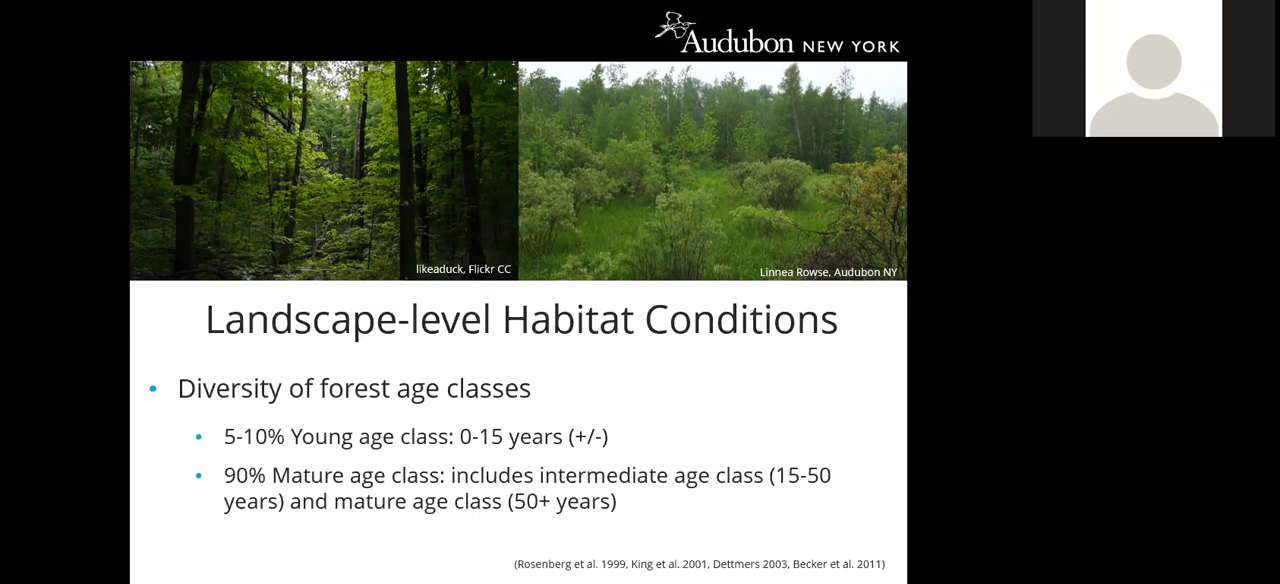 Audubon NEW YORK
likeaduck, Flickr CC
Linnea Rowse, Audubon NY
Landscape-level Habitat Conditions
• Diversity of forest age classes
• 5-10% Young age class: 0-15 years (+/-)
• 90% Mature age class: includes intermediate age class (15-50
years) and mature age class (50+ years)
(Rosenberg et al. 1999, King et al. 2001, Dettmers 2003, Becker et al. 2011)